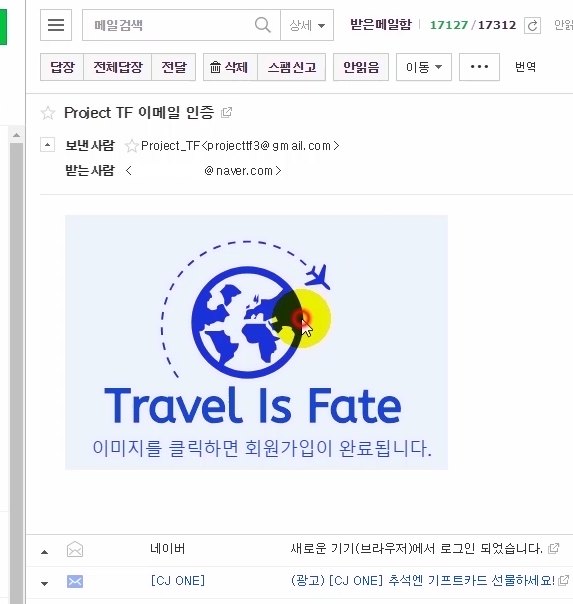 메일검색 상세 받은메일함 17127 / 17312
답장 전체답장 전달 삭제 스팸신고 안읽음 이동 ··· 번역
Project TF 이메일 인증
보낸사람 Project_TF<projecttf3@gmail.com>
받는사람 < @naver.com>
Travel Is Fate
이미지를 클릭하면 회원가입이 완료됩니다.
네이버 새로운 기기(브라우저)에서 로그인 되었습니다.
[CJ ONE] (광고) [CJ ONE] 추석엔 기프트카드 선물하세요!